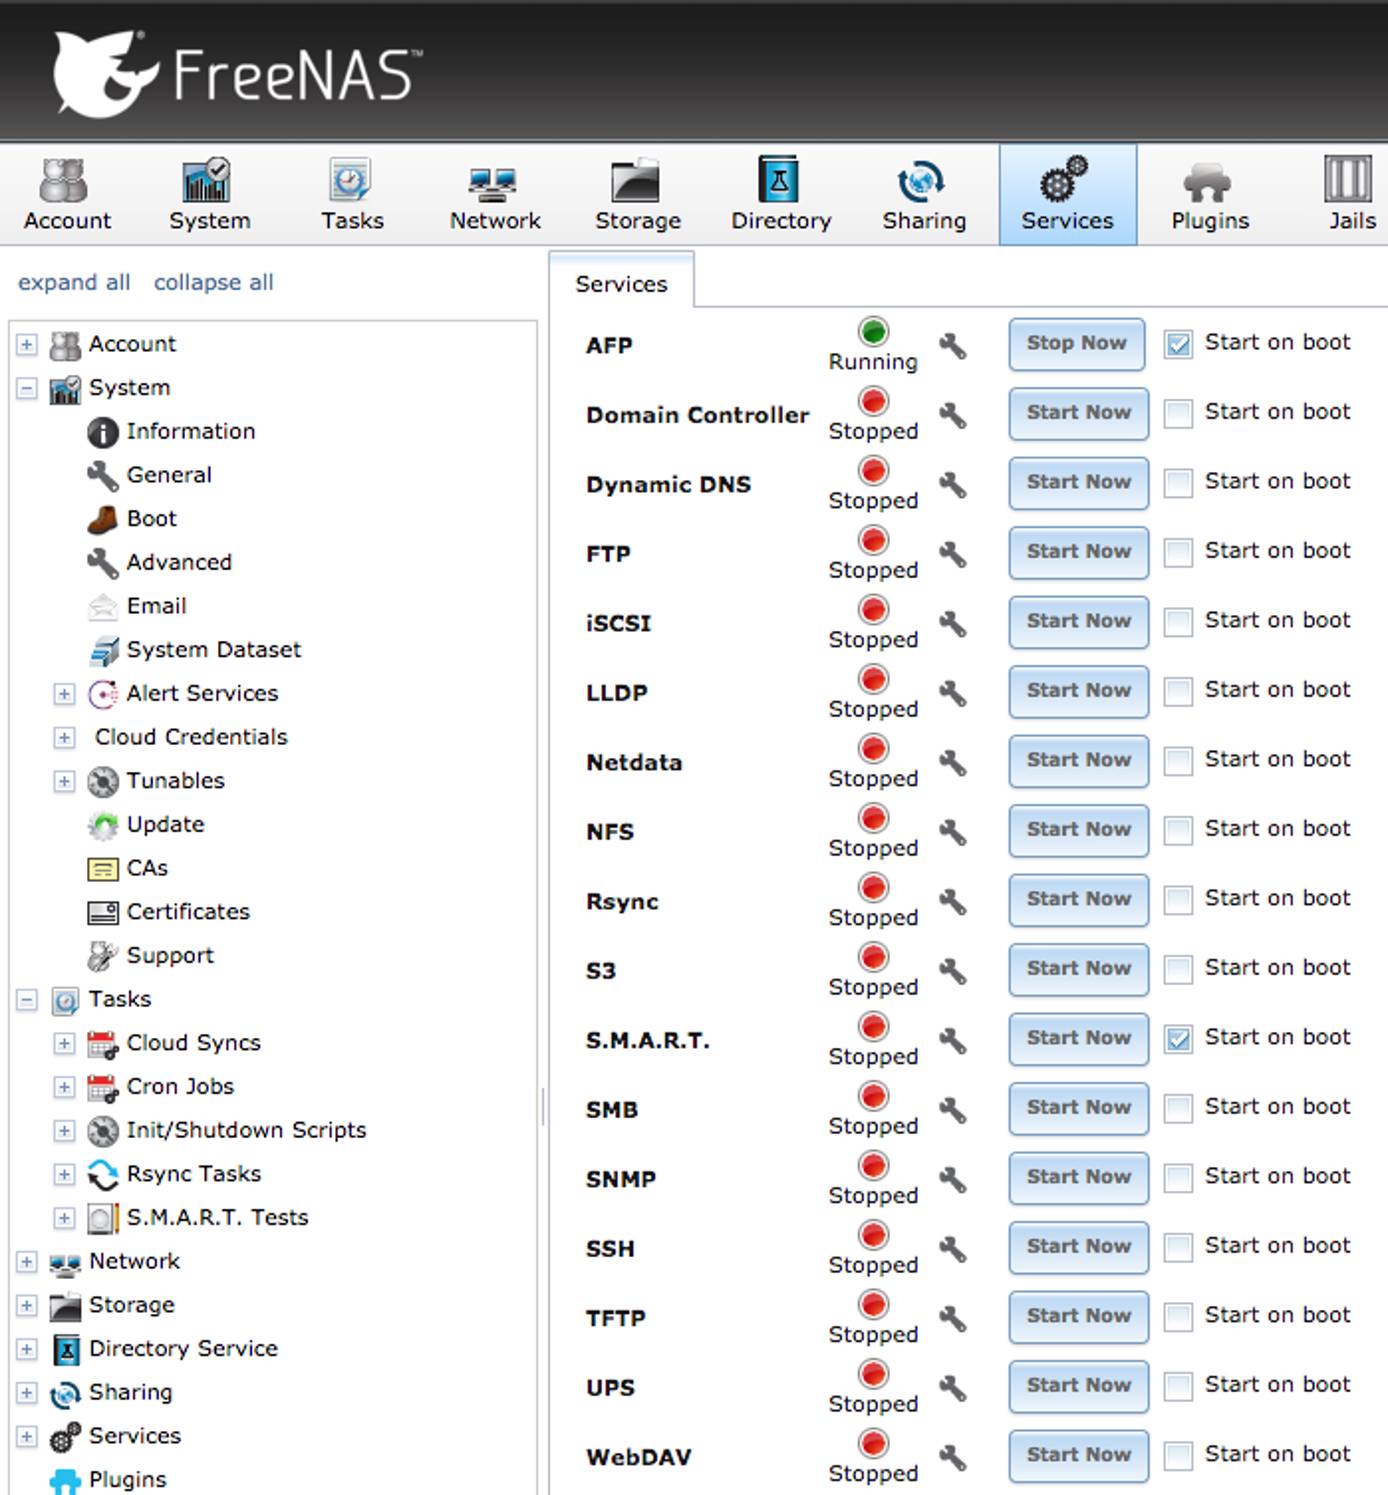 FreeNAS™
Account System Tasks Network Storage Directory Sharing Services Plugins Jails
expand all collapse all
Account
System
Information
General
Boot
Advanced
Email
System Dataset
Alert Services
Cloud Credentials
Tunables
Update
CAs
Certificates
Support
Tasks
Cloud Syncs
Cron Jobs
Init/Shutdown Scripts
Rsync Tasks
S.M.A.R.T. Tests
Network
Storage
Directory Service
Sharing
Services
Plugins
Services
AFP Running Stop Now Start on boot
Domain Controller Stopped Start Now Start on boot
Dynamic DNS Stopped Start Now Start on boot
FTP Stopped Start Now Start on boot
iSCSI Stopped Start Now Start on boot
LLDP Stopped Start Now Start on boot
Netdata Stopped Start Now Start on boot
NFS Stopped Start Now Start on boot
Rsync Stopped Start Now Start on boot
S3 Stopped Start Now Start on boot
S.M.A.R.T. Stopped Start Now Start on boot
SMB Stopped Start Now Start on boot
SNMP Stopped Start Now Start on boot
SSH Stopped Start Now Start on boot
TFTP Stopped Start Now Start on boot
UPS Stopped Start Now Start on boot
WebDAV Stopped Start Now Start on boot